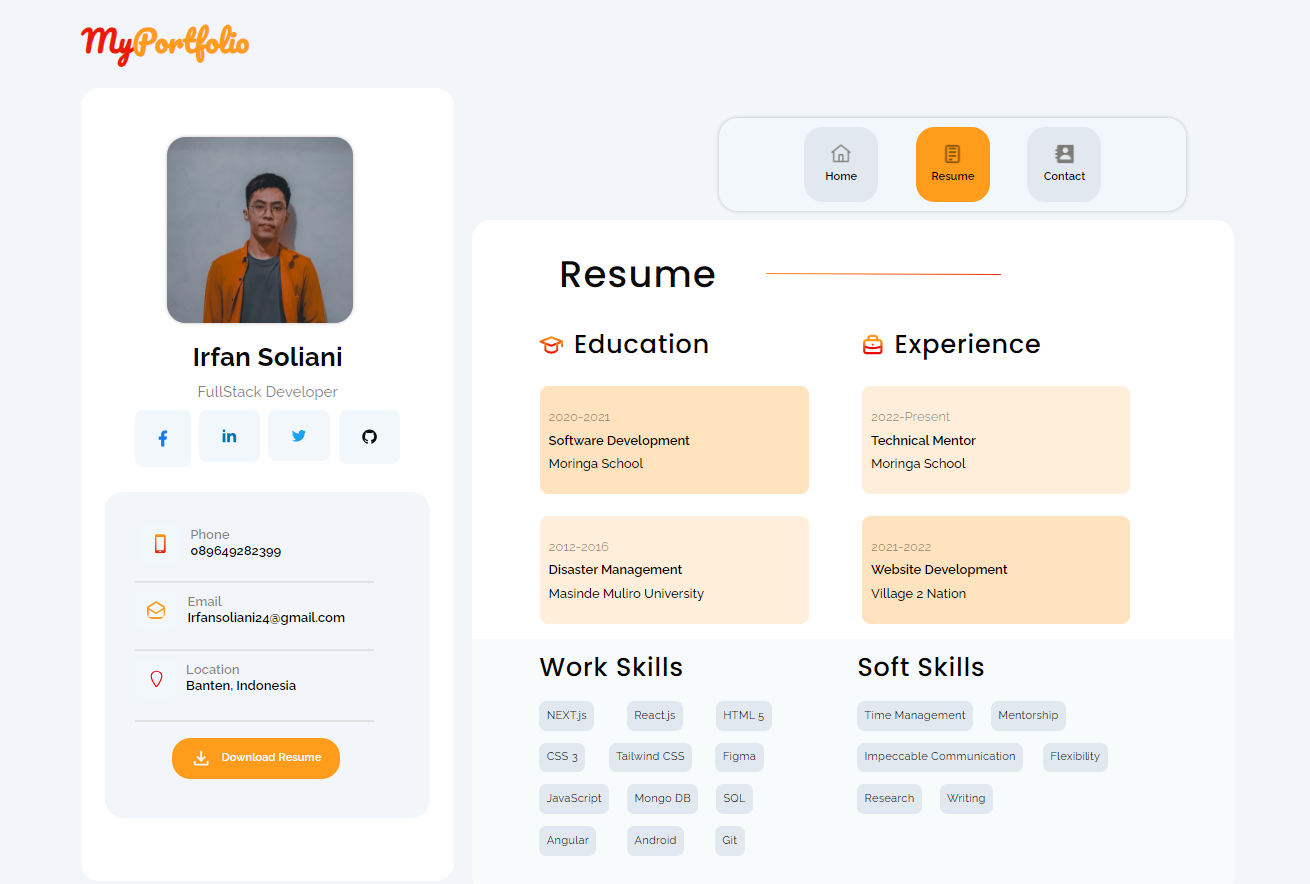 MyPortfolio
Home
Resume
Contact
Irfan Soliani
FullStack Developer
Phone
089649282399
Email
Irfansoliani24@gmail.com
Location
Banten, Indonesia
Download Resume
Resume
Education
2020-2021
Software Development
Moringa School
2012-2016
Disaster Management
Masinde Muliro University
Experience
2022-Present
Technical Mentor
Moringa School
2021-2022
Website Development
Village 2 Nation
Work Skills
NEXT.js
React.js
HTML 5
CSS 3
Tailwind CSS
Figma
JavaScript
Mongo DB
SQL
Angular
Android
Git
Soft Skills
Time Management
Mentorship
Impeccable Communication
Flexibility
Research
Writing